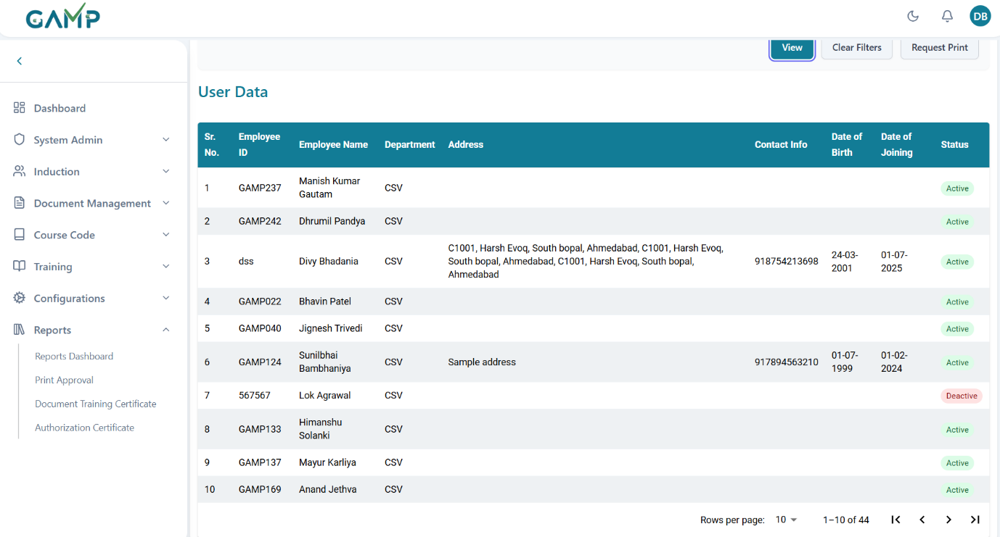 GAMP
DB
View Clear Filters Request Print
Dashboard
System Admin
Induction
Document Management
Course Code
Training
Configurations
Reports
Reports Dashboard
Print Approval
Document Training Certificate
Authorization Certificate
User Data
Sr. No. Employee ID Employee Name Department Address Contact Info Date of Birth Date of Joining Status
1 GAMP237 Manish Kumar Gautam CSV Active
2 GAMP242 Dhrumil Pandya CSV Active
3 dss Divy Bhadania CSV C1001, Harsh Evoq, South bopal, Ahmedabad, C1001, Harsh Evoq, South bopal, Ahmedabad, C1001, Harsh Evoq, South bopal, Ahmedabad 918754213698 24-03-2001 01-07-2025 Active
4 GAMP022 Bhavin Patel CSV Active
5 GAMP040 Jignesh Trivedi CSV Active
6 GAMP124 Sunilbhai Bambhaniya CSV Sample address 917894563210 01-07-1999 01-02-2024 Active
7 567567 Lok Agrawal CSV Deactive
8 GAMP133 Himanshu Solanki CSV Active
9 GAMP137 Mayur Karliya CSV Active
10 GAMP169 Anand Jethva CSV Active
Rows per page: 10 1–10 of 44